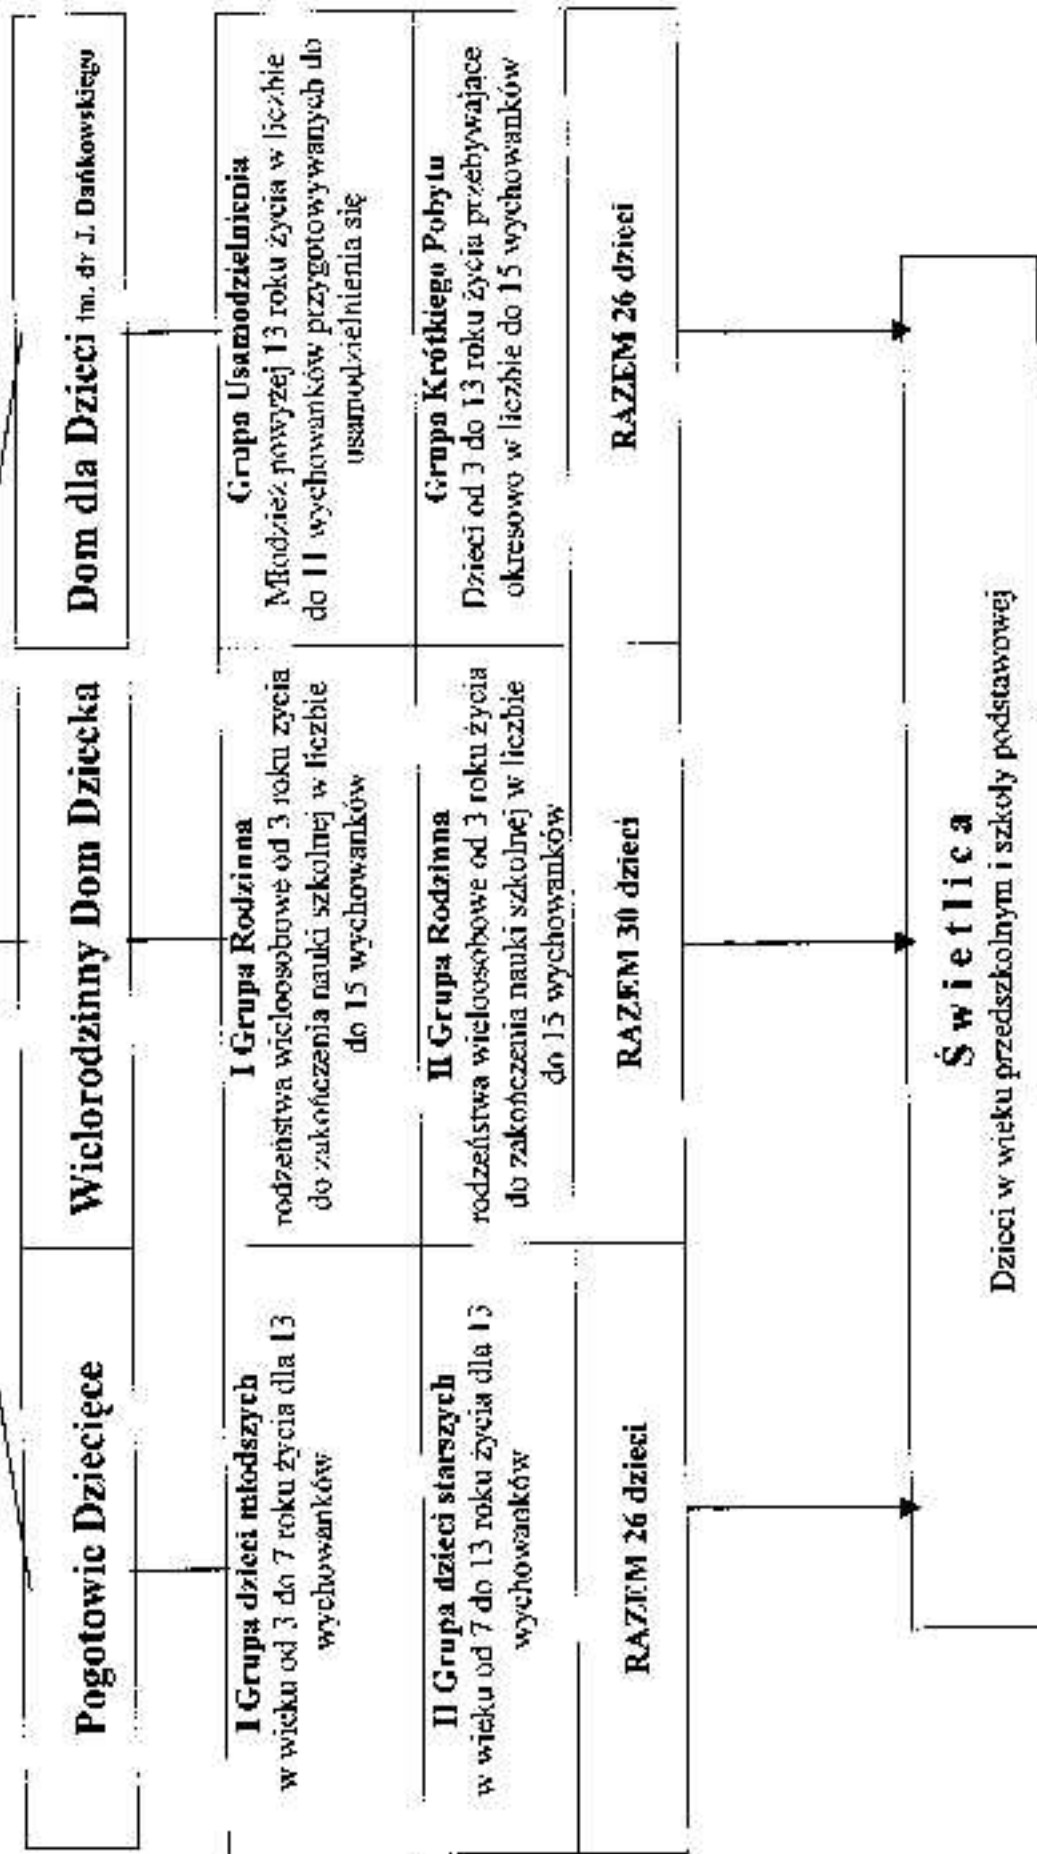 Pogotowie Dziecięce
I Grupa dzieci młodszych
w wieku od 3 do 7 roku życia dla 13
wychowanków
II Grupa dzieci starszych
w wieku od 7 do 13 roku życia dla 13
wychowanków
RAZEM 26 dzieci
Wielorodzinny Dom Dziecka
I Grupa Rodzinna
rodzeństwa wieloosobowe od 3 roku życia
do zakończenia nauki szkolnej w liczbie
do 15 wychowanków
II Grupa Rodzinna
rodzeństwa wieloosobowe od 3 roku życia
do zakończenia nauki szkolnej w liczbie
do 15 wychowanków
RAZEM 30 dzieci
Dom dla Dzieci im. dr J. Dańkowskiego
Grupa Usamodzielnienia
Młodzież powyżej 13 roku życia w liczbie
do 11 wychowanków przygotowywanych do
usamodzielnienia się
Grupa Krótkiego Pobytu
Dzieci od 3 do 13 roku życia przebywające
okresowo w liczbie do 15 wychowanków
RAZEM 26 dzieci
Świetlica
Dzieci w wieku przedszkolnym i szkoły podstawowej